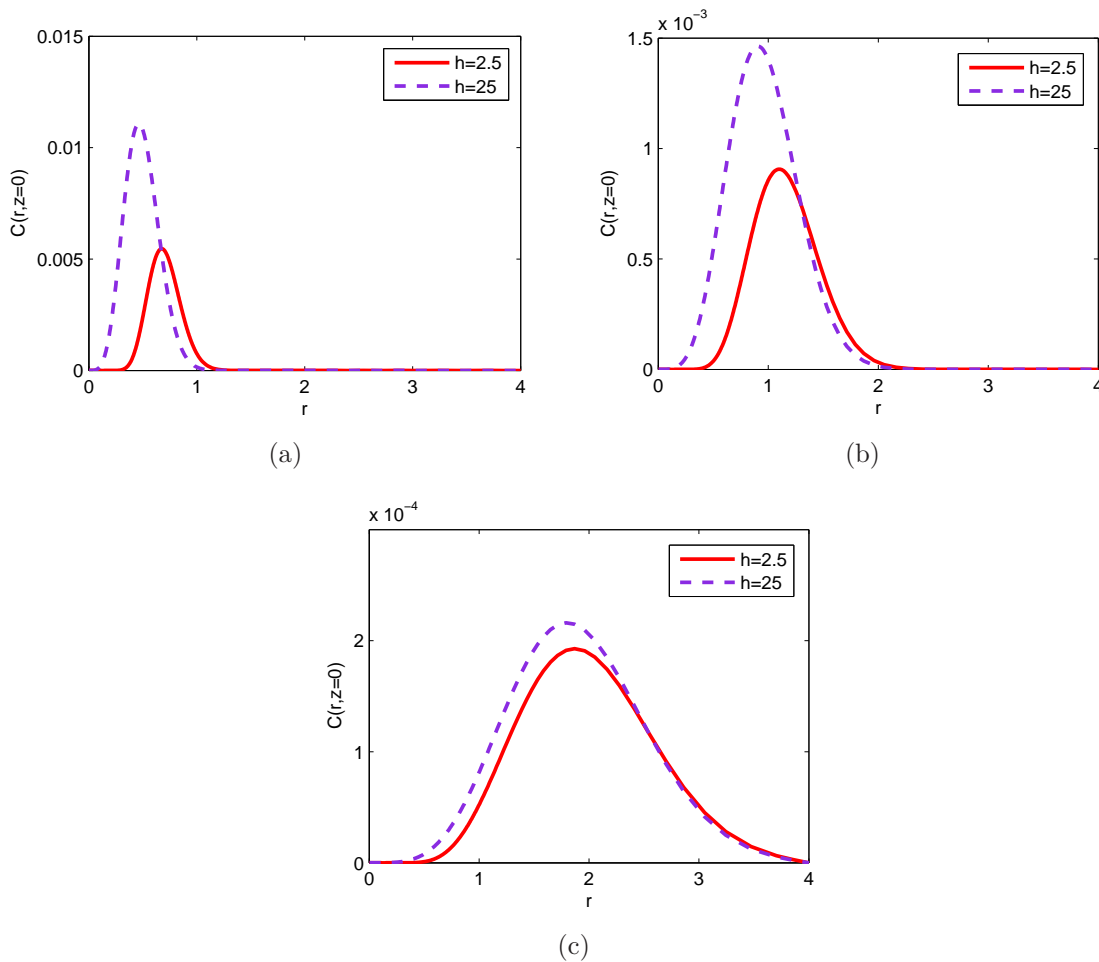 0.015
0.01
0.005
0
C(r,z=0)
h=2.5
h=25
0 1 2 3 4
r
(a)
x 10⁻³
1.5
1
0.5
0
C(r,z=0)
h=2.5
h=25
0 1 2 3 4
r
(b)
x 10⁻⁴
2
1
0
C(r,z=0)
h=2.5
h=25
0 1 2 3 4
r
(c)